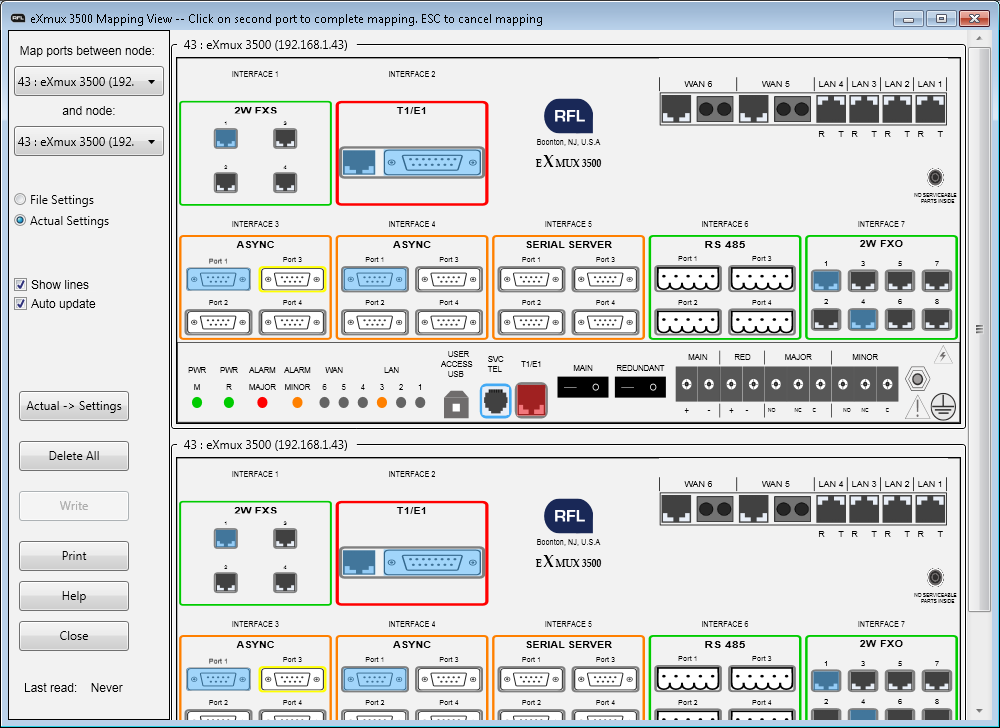 RFL eXmux 3500 Mapping View -- Click on second port to complete mapping. ESC to cancel mapping
Map ports between node:
43 : eXmux 3500 (192.
and node:
43 : eXmux 3500 (192.
File Settings
Actual Settings
Show lines
Auto update
Actual -> Settings
Delete All
Write
Print
Help
Close
Last read: Never
43 : eXmux 3500 (192.168.1.43)
INTERFACE 1 INTERFACE 2
WAN 6 WAN 5 LAN 4 LAN 3 LAN 2 LAN 1
2W FXS T1/E1
RFL
Boonton, NJ, U.S.A
EXMUX 3500
R T R T R T R T
NO SERVICEABLE
PARTS INSIDE
INTERFACE 3 INTERFACE 4 INTERFACE 5 INTERFACE 6 INTERFACE 7
ASYNC ASYNC SERIAL SERVER RS 485 2W FXO
Port 1 Port 3 Port 1 Port 3 Port 1 Port 3 Port 1 Port 3 1 3 5 7
Port 2 Port 4 Port 2 Port 4 Port 2 Port 4 Port 2 Port 4 2 4 6 8
PWR PWR ALARM ALARM WAN LAN
M R MAJOR MINOR 6 5 4 3 2 1
USER
ACCESS
USB
SVC
TEL
T1/E1
MAIN REDUNDANT
MAIN RED MAJOR MINOR
+ - + - NO NC C NO NC C
43 : eXmux 3500 (192.168.1.43)
INTERFACE 1 INTERFACE 2
WAN 6 WAN 5 LAN 4 LAN 3 LAN 2 LAN 1
2W FXS T1/E1
RFL
Boonton, NJ, U.S.A
EXMUX 3500
R T R T R T R T
NO SERVICEABLE
PARTS INSIDE
INTERFACE 3 INTERFACE 4 INTERFACE 5 INTERFACE 6 INTERFACE 7
ASYNC ASYNC SERIAL SERVER RS 485 2W FXO
Port 1 Port 3 Port 1 Port 3 Port 1 Port 3 Port 1 Port 3 1 3 5 7
Port 2 Port 4 Port 2 Port 4 Port 2 Port 4 Port 2 Port 4 2 4 6 8